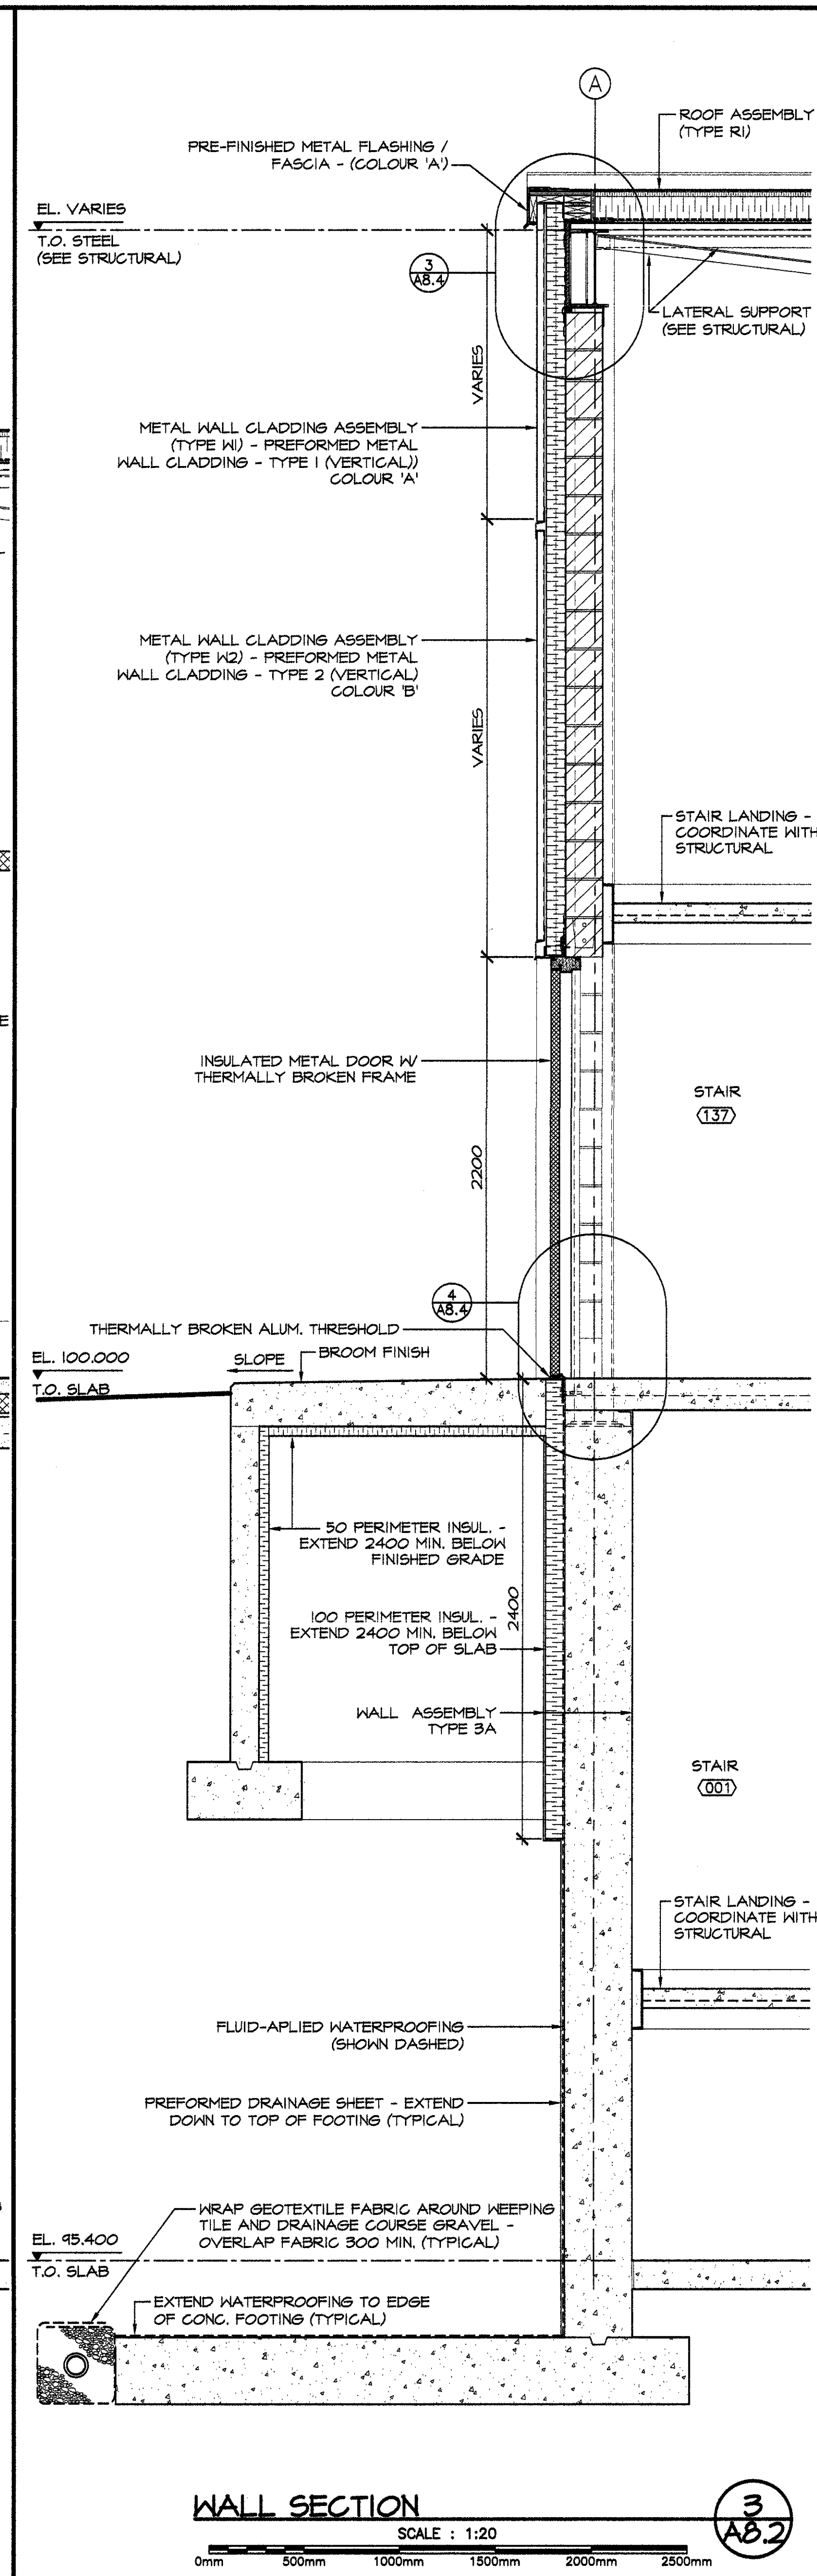 A
ROOF ASSEMBLY
(TYPE R1)
PRE-FINISHED METAL FLASHING /
FASCIA - (COLOUR 'A')
EL. VARIES
T.O. STEEL
(SEE STRUCTURAL)
3
A8.4
LATERAL SUPPORT
(SEE STRUCTURAL)
VARIES
METAL WALL CLADDING ASSEMBLY
(TYPE W1) - PREFORMED METAL
WALL CLADDING - TYPE 1 (VERTICAL))
COLOUR 'A'
METAL WALL CLADDING ASSEMBLY
(TYPE W2) - PREFORMED METAL
WALL CLADDING - TYPE 2 (VERTICAL)
COLOUR 'B'
VARIES
STAIR LANDING -
COORDINATE WITH
STRUCTURAL
INSULATED METAL DOOR W/
THERMALLY BROKEN FRAME
STAIR
137
2200
4
A8.4
THERMALLY BROKEN ALUM. THRESHOLD
EL. 100.000
SLOPE
BROOM FINISH
T.O. SLAB
50 PERIMETER INSUL. -
EXTEND 2400 MIN. BELOW
FINISHED GRADE
2400
100 PERIMETER INSUL. -
EXTEND 2400 MIN. BELOW
TOP OF SLAB
WALL ASSEMBLY
TYPE 3A
STAIR
001
STAIR LANDING -
COORDINATE WITH
STRUCTURAL
FLUID-APLIED WATERPROOFING
(SHOWN DASHED)
PREFORMED DRAINAGE SHEET - EXTEND
DOWN TO TOP OF FOOTING (TYPICAL)
WRAP GEOTEXTILE FABRIC AROUND WEEPING
TILE AND DRAINAGE COURSE GRAVEL -
OVERLAP FABRIC 300 MIN. (TYPICAL)
EL. 95.400
T.O. SLAB
EXTEND WATERPROOFING TO EDGE
OF CONC. FOOTING (TYPICAL)
WALL SECTION
3
A8.2
SCALE : 1:20
0mm 500mm 1000mm 1500mm 2000mm 2500mm